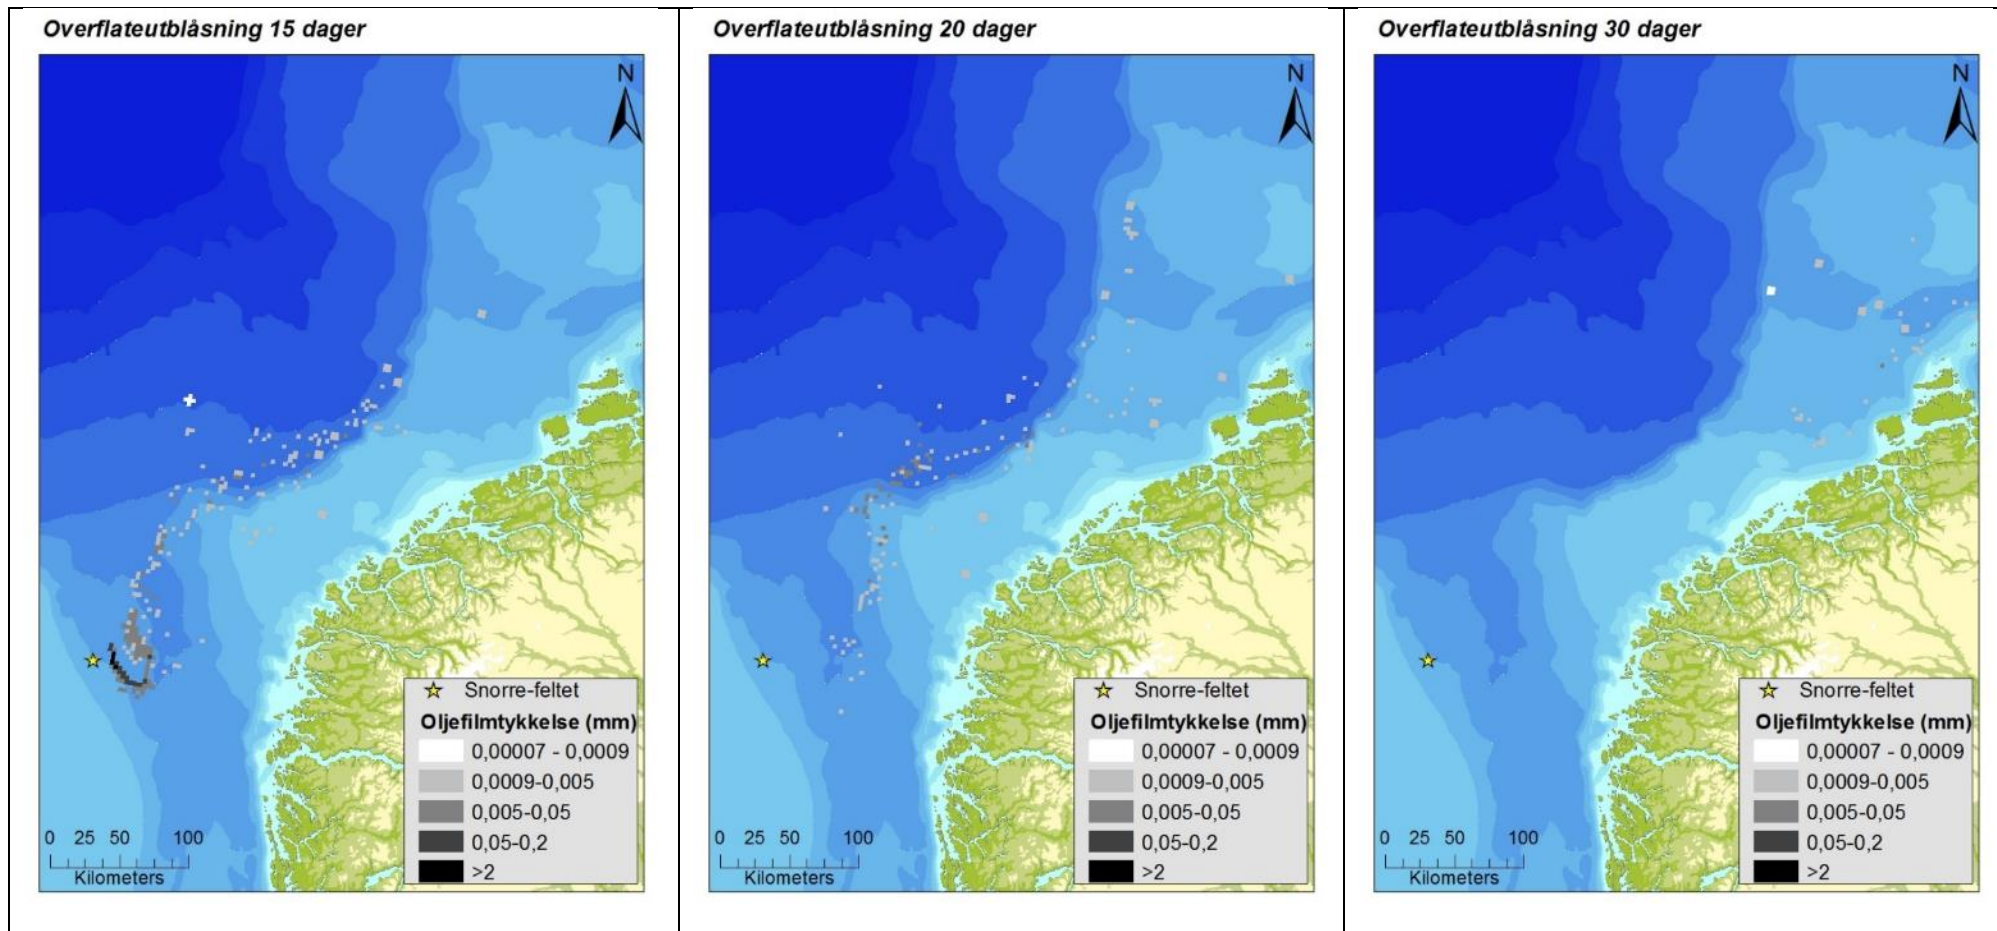 Overflateutblåsning 15 dager
N
Snorre-feltet
Oljefilmtykkelse (mm)
0,00007 - 0,0009
0,0009-0,005
0,005-0,05
0,05-0,2
>2
0 25 50 100
Kilometers
Overflateutblåsning 20 dager
N
Snorre-feltet
Oljefilmtykkelse (mm)
0,00007 - 0,0009
0,0009-0,005
0,005-0,05
0,05-0,2
>2
0 25 50 100
Kilometers
Overflateutblåsning 30 dager
N
Snorre-feltet
Oljefilmtykkelse (mm)
0,00007 - 0,0009
0,0009-0,005
0,005-0,05
0,05-0,2
>2
0 25 50 100
Kilometers